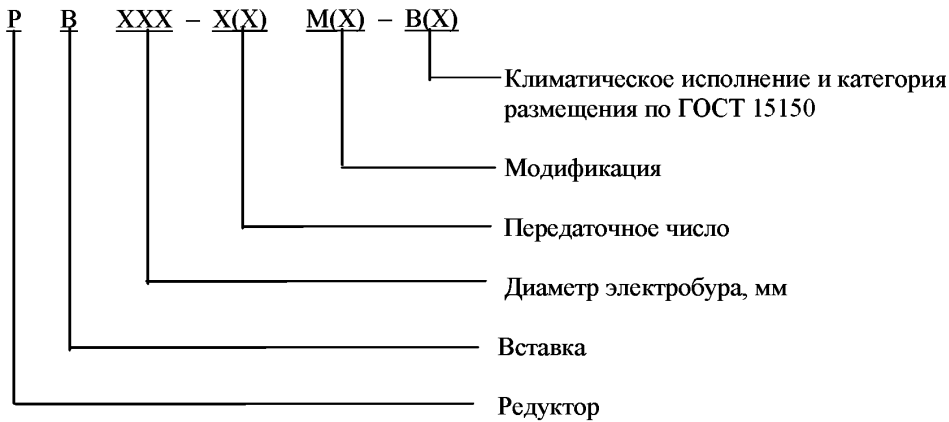 Р В ХХХ – Х(Х) М(Х) – В(Х)
Климатическое исполнение и категория
размещения по ГОСТ 15150
Модификация
Передаточное число
Диаметр электробура, мм
Вставка
Редуктор